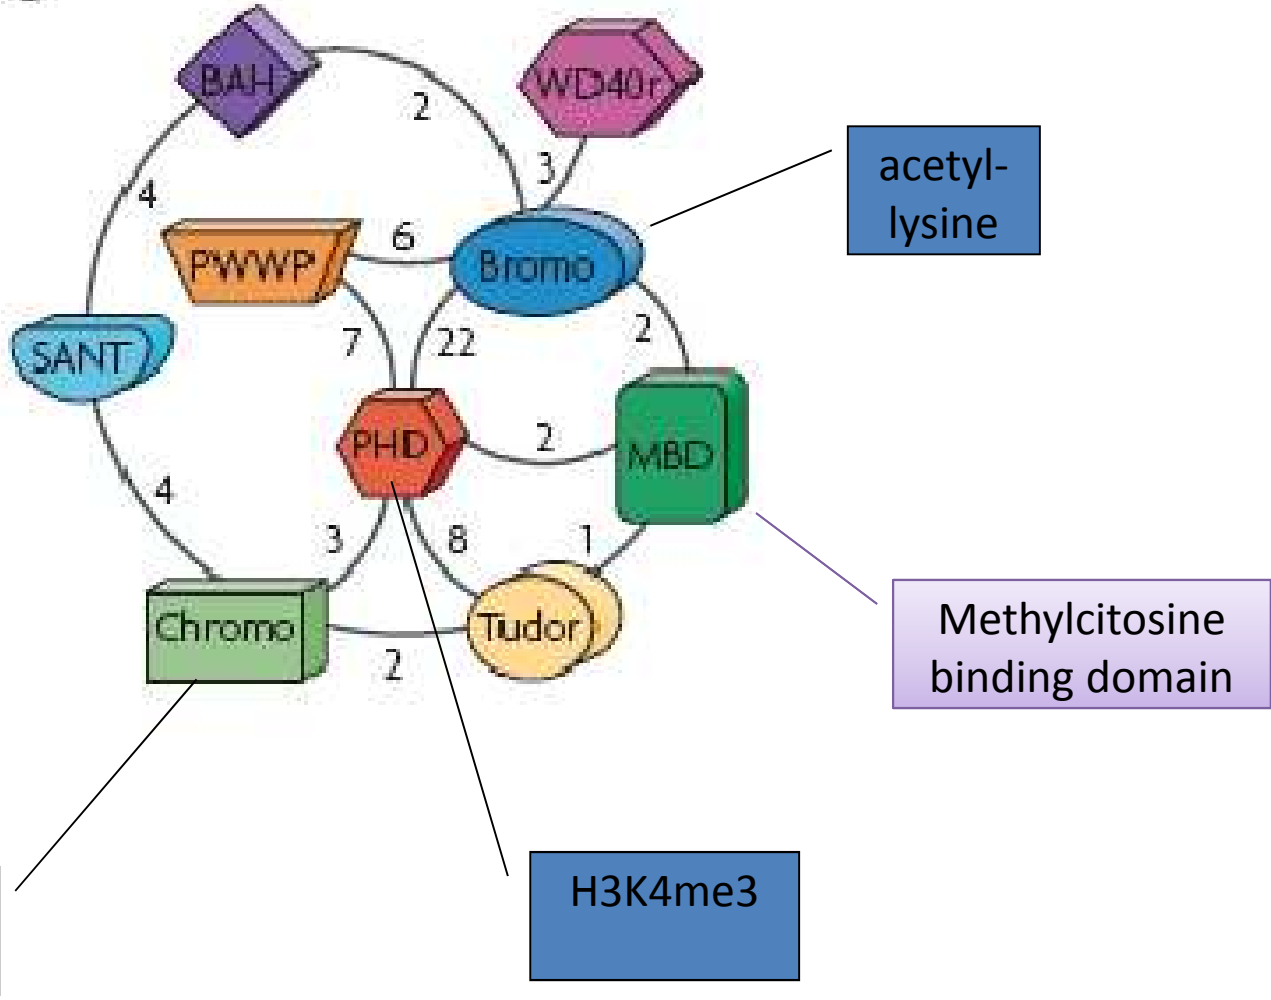 BAH
WD40r
2
3
acetyl-
lysine
4
PWWP
6
Bromo
7
22
2
SANT
PHD
2
MBD
4
3
8
1
Chromo
2
Tudor
Methylcitosine
binding domain
H3K4me3